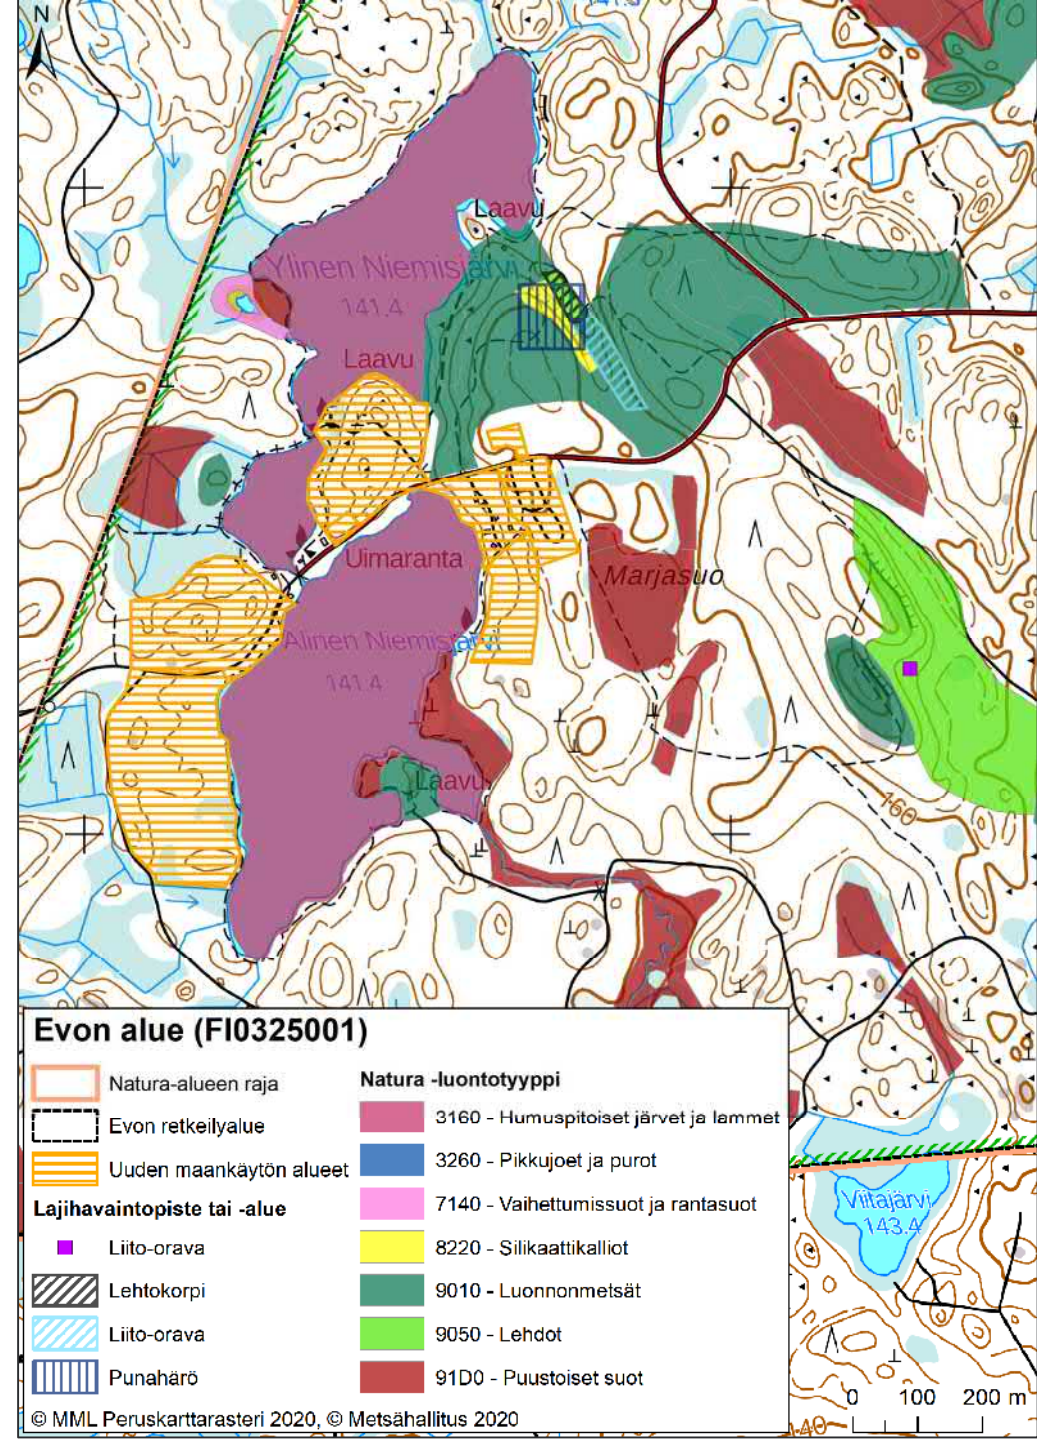 N
Laavu
Ylinen Niemisjärvi
141.4
Laavu
Uimaranta
Marjasuo
Alinen Niemisjärvi
141.4
Laavu
160
Viitajärvi
143.4
Evon alue (FI0325001)
Natura-alueen raja
Evon retkeilyalue
Uuden maankäytön alueet
Lajihavaintopiste tai -alue
Liito-orava
Lehtokorpi
Liito-orava
Punahärö
Natura -luontotyyppi
3160 - Humuspitoiset järvet ja lammet
3260 - Pikkujoet ja purot
7140 - Vaihettumissuot ja rantasuot
8220 - Silikaattikalliot
9010 - Luonnonmetsät
9050 - Lehdot
91D0 - Puustoiset suot
© MML Peruskarttarasteri 2020, © Metsähallitus 2020
0 100 200 m
140